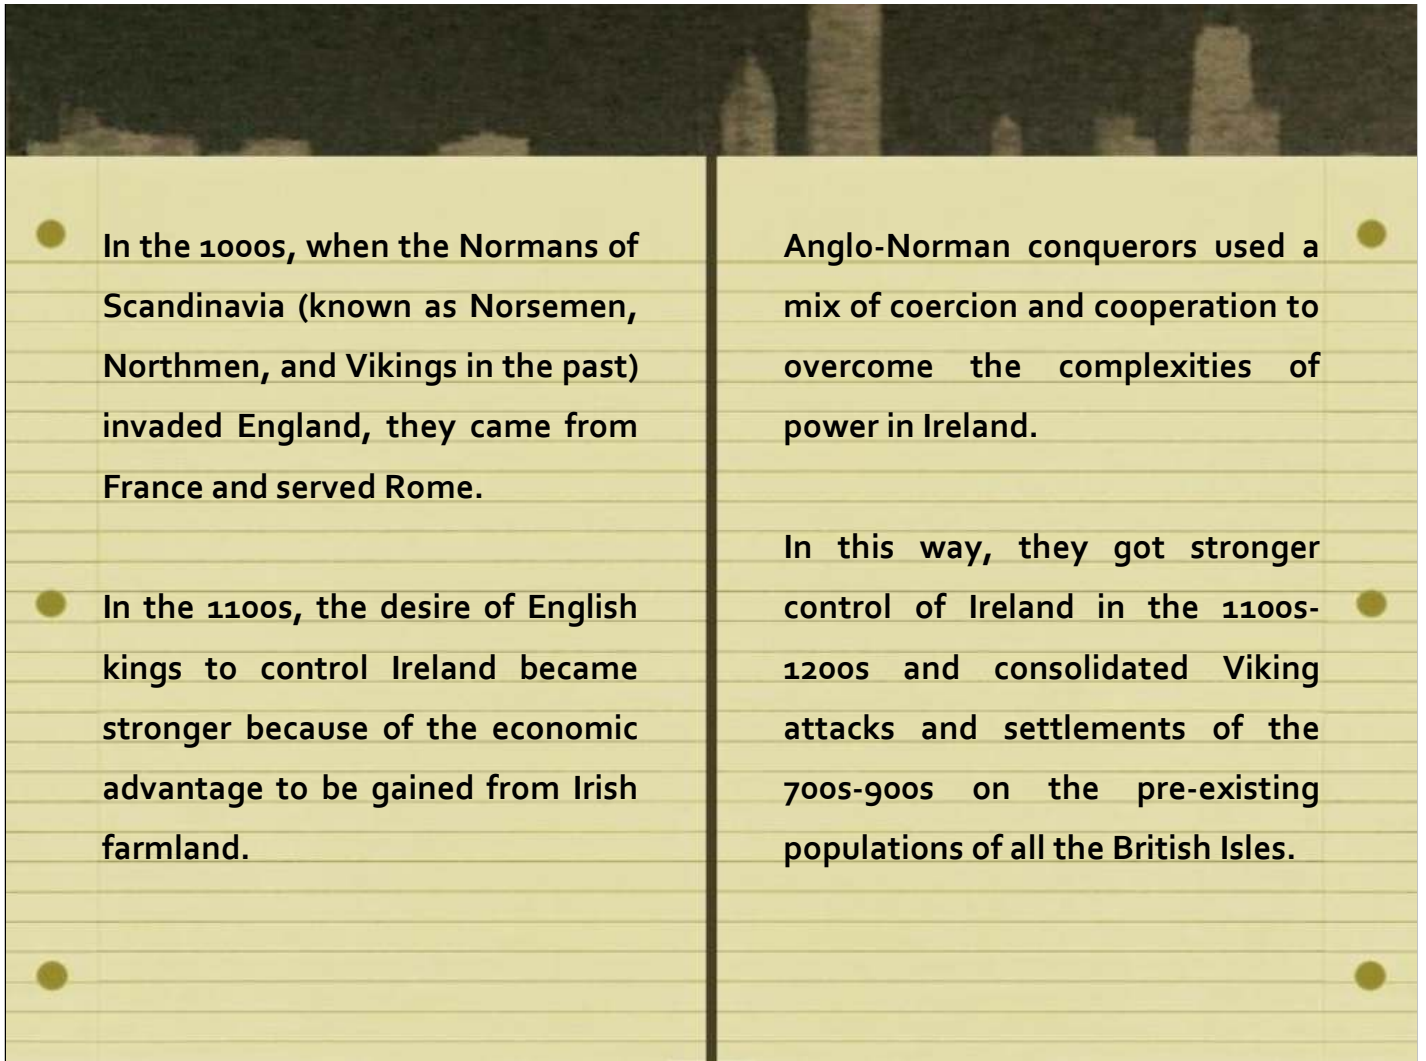 In the 1000s, when the Normans of
Scandinavia (known as Norsemen,
Northmen, and Vikings in the past)
invaded England, they came from
France and served Rome.
In the 1100s, the desire of English
kings to control Ireland became
stronger because of the economic
advantage to be gained from Irish
farmland.
Anglo-Norman conquerors used a
mix of coercion and cooperation to
overcome the complexities of
power in Ireland.
In this way, they got stronger
control of Ireland in the 1100s-
1200s and consolidated Viking
attacks and settlements of the
700s-900s on the pre-existing
populations of all the British Isles.